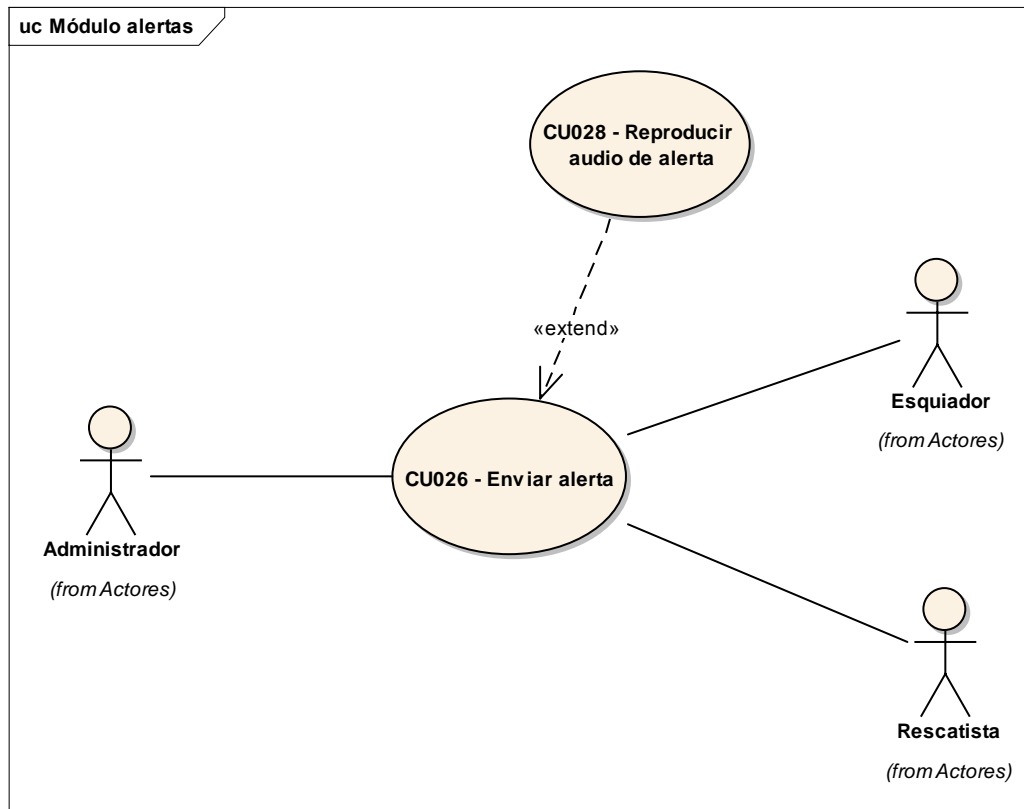 uc Módulo alertas
CU028 - Reproducir
audio de alerta
«extend»
Esquiador
(from Actores)
CU026 - Enviar alerta
Administrador
(from Actores)
Rescatista
(from Actores)